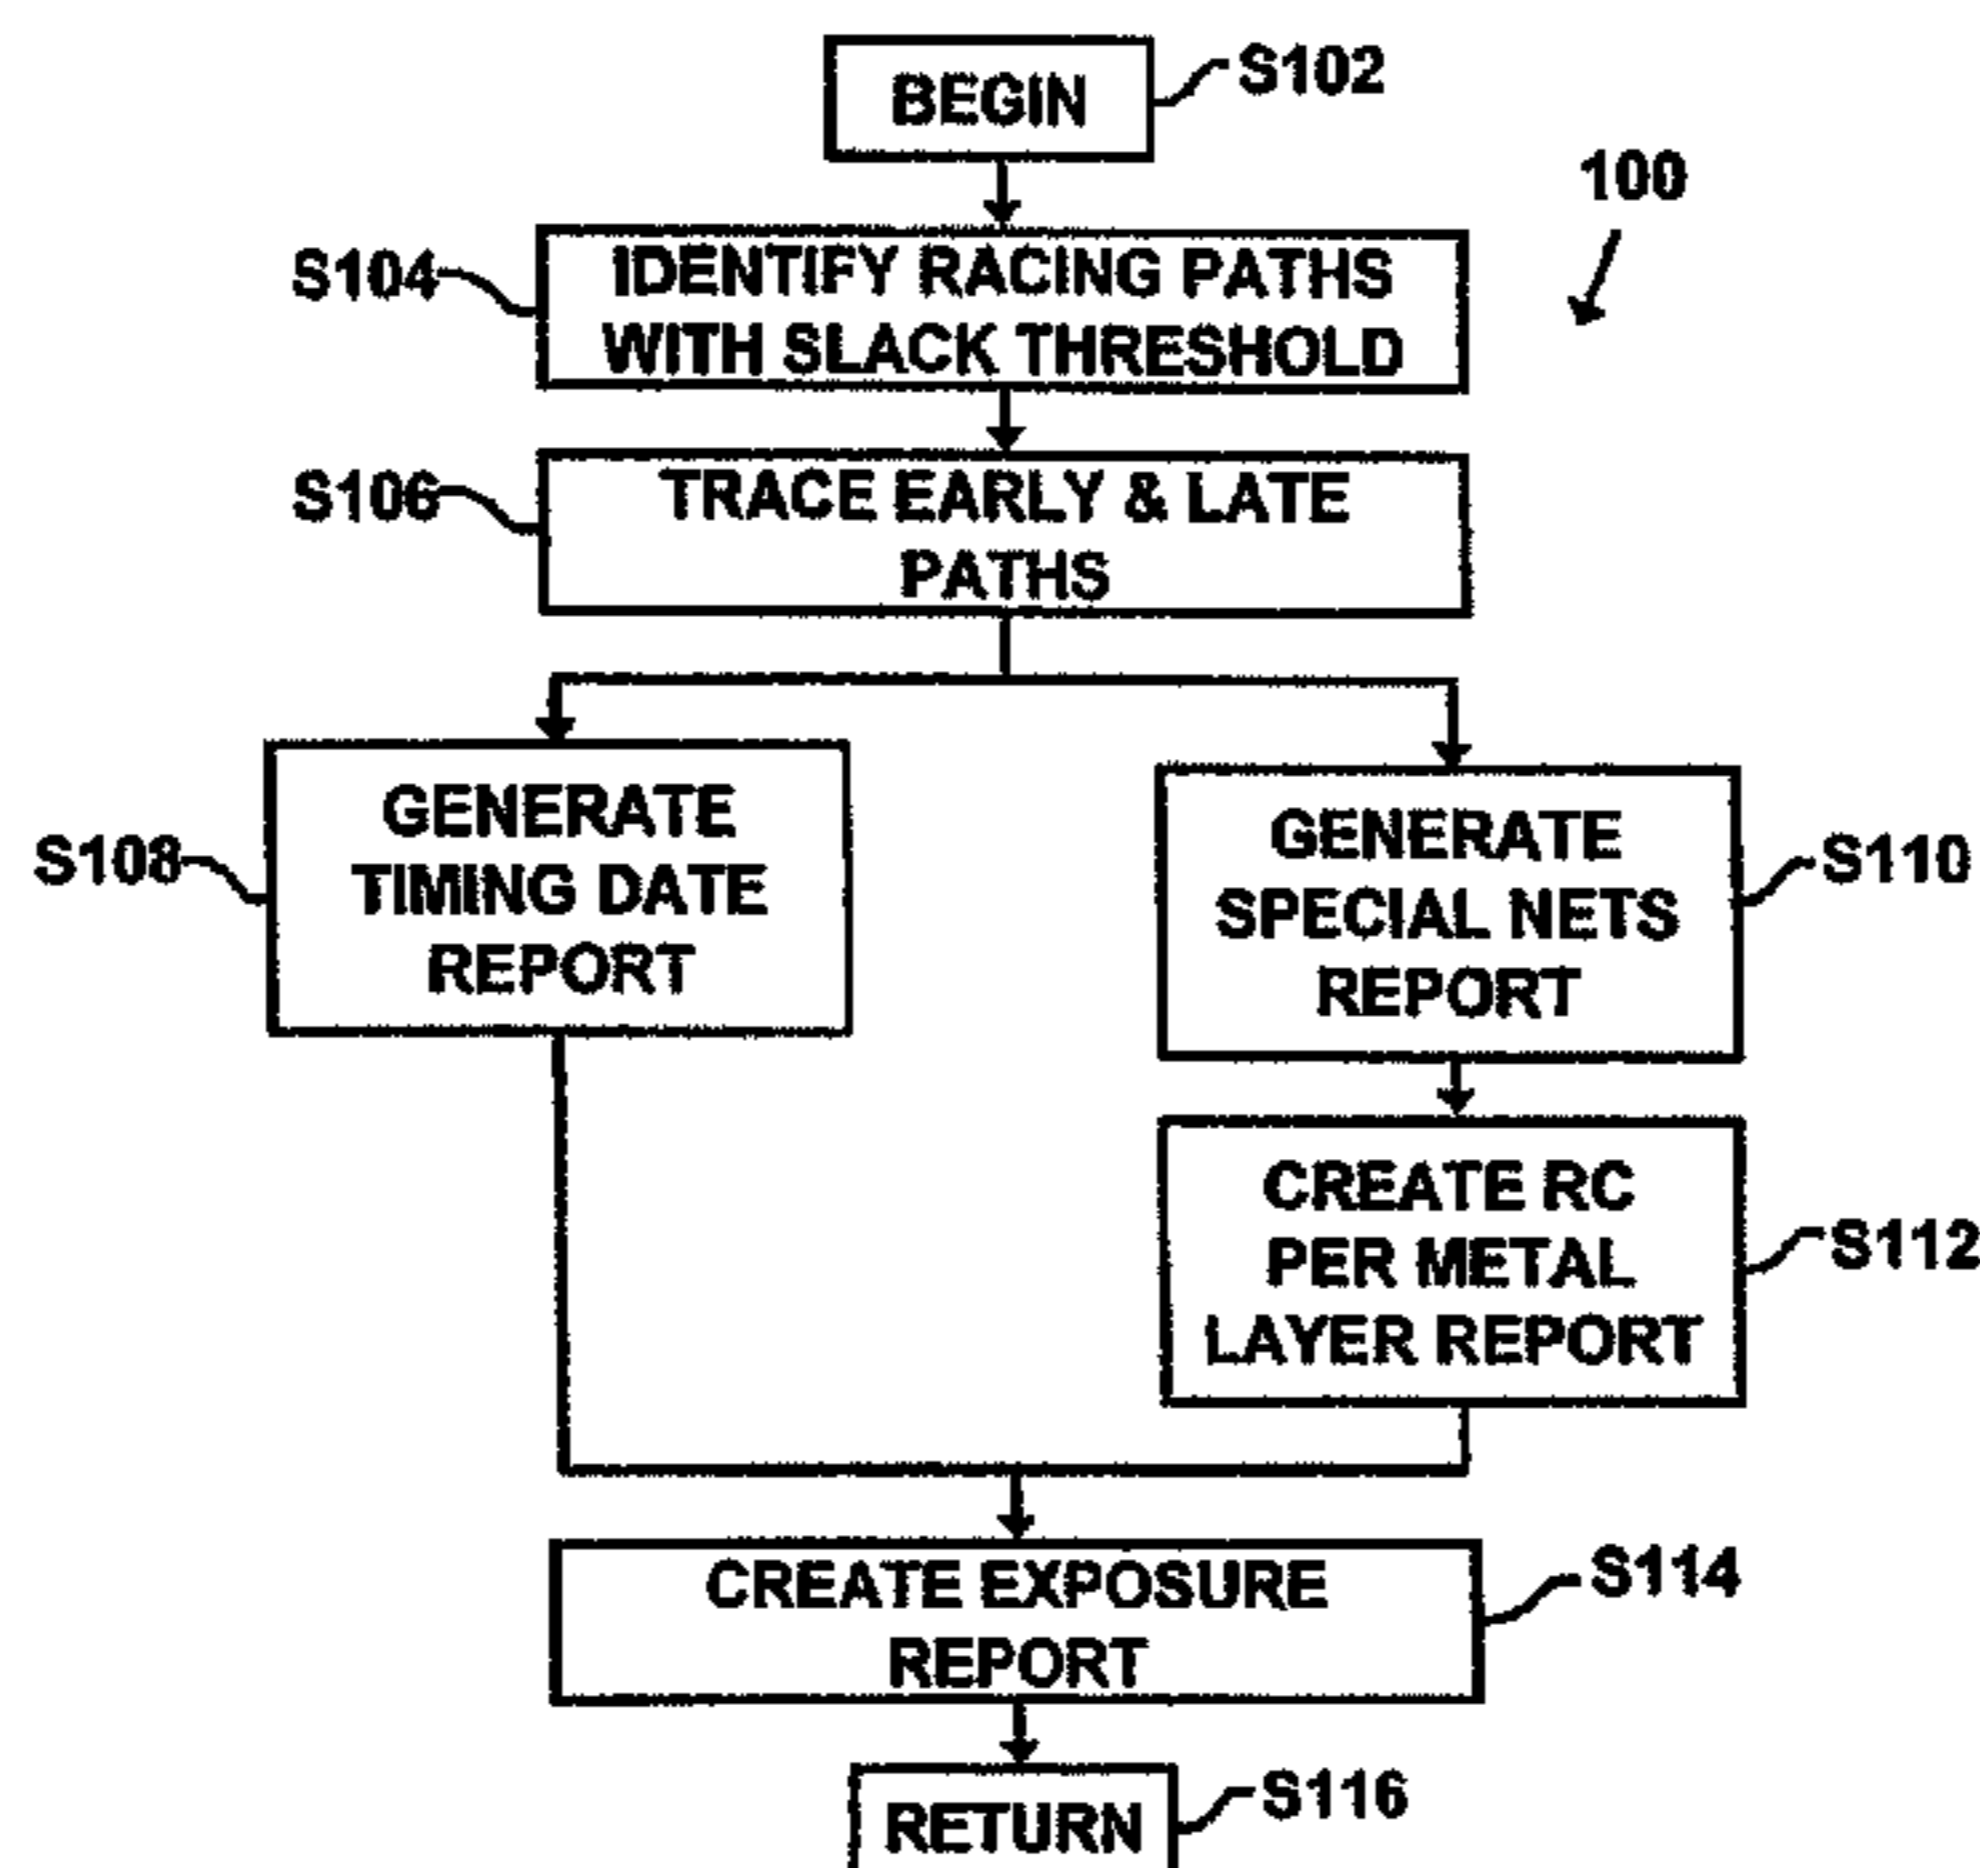 BEGIN
S102
100
S104
IDENTIFY RACING PATHS
WITH SLACK THRESHOLD
S106
TRACE EARLY & LATE
PATHS
S108
GENERATE
TIMING DATE
REPORT
GENERATE
SPECIAL NETS
REPORT
S110
CREATE RC
PER METAL
LAYER REPORT
S112
CREATE EXPOSURE
REPORT
S114
RETURN
S116